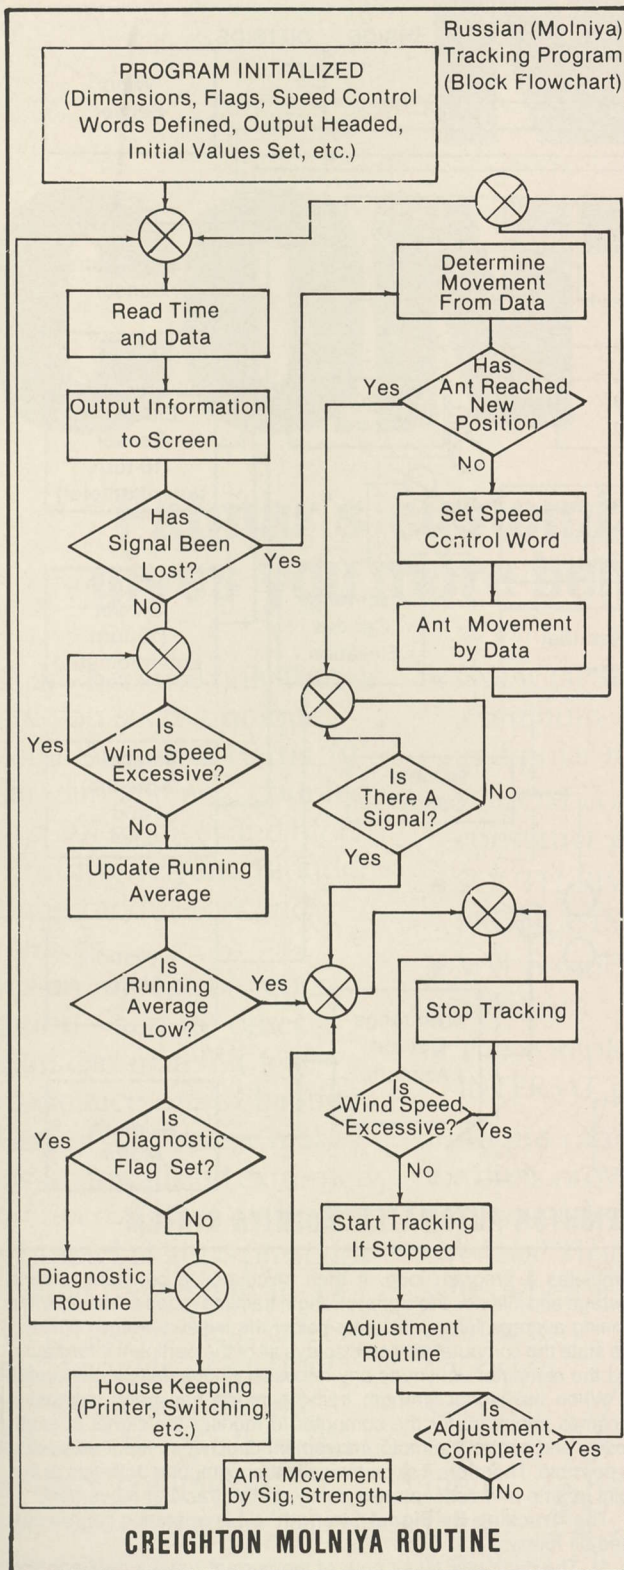 Russian (Molniya)
Tracking Program
(Block Flowchart)
PROGRAM INITIALIZED
(Dimensions, Flags, Speed Control
Words Defined, Output Headed,
Initial Values Set, etc.)
Read Time
and Data
Output Information
to Screen
Has
Signal Been
Lost?
Yes
No
Is
Wind Speed
Excessive?
Yes
No
Update Running
Average
Is
Running
Average
Low?
Yes
Is
Diagnostic
Flag Set?
Yes
No
Diagnostic
Routine
House Keeping
(Printer, Switching,
etc.)
Determine
Movement
From Data
Has
Ant Reached
New
Position
Yes
No
Set Speed
Control Word
Ant Movement
by Data
Is
There A
Signal?
No
Yes
Stop Tracking
Is
Wind Speed
Excessive?
Yes
No
Start Tracking
If Stopped
Adjustment
Routine
Is
Adjustment
Complete?
Yes
No
Ant Movement
by Sig. Strength
CREIGHTON MOLNIYA ROUTINE